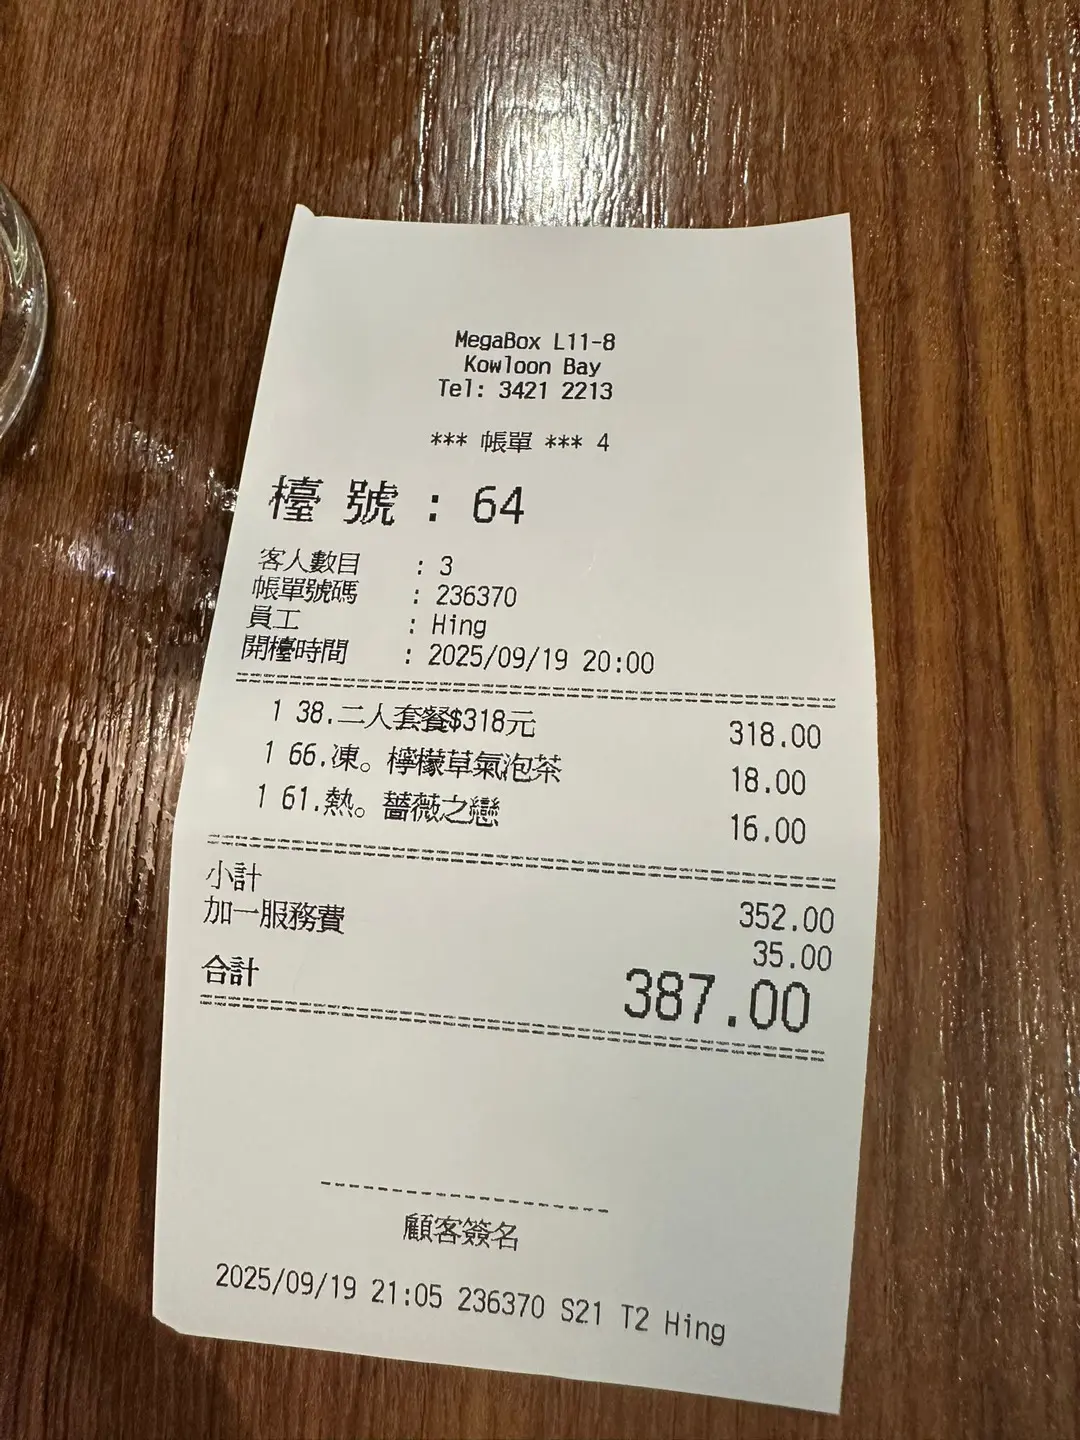 MegaBox L11-8
Kowloon Bay
Tel: 3421 2213
*** 帳單 *** 4
檯號 : 64
客人數目 : 3
帳單號碼 : 236370
員工 : Hing
開檯時間 : 2025/09/19 20:00
1 38.二人套餐$318元 318.00
1 66.凍。檸檬草氣泡茶 18.00
1 61.熱。薔薇之戀 16.00
小計 352.00
加一服務費 35.00
合計 387.00
顧客簽名
2025/09/19 21:05 236370 S21 T2 Hing